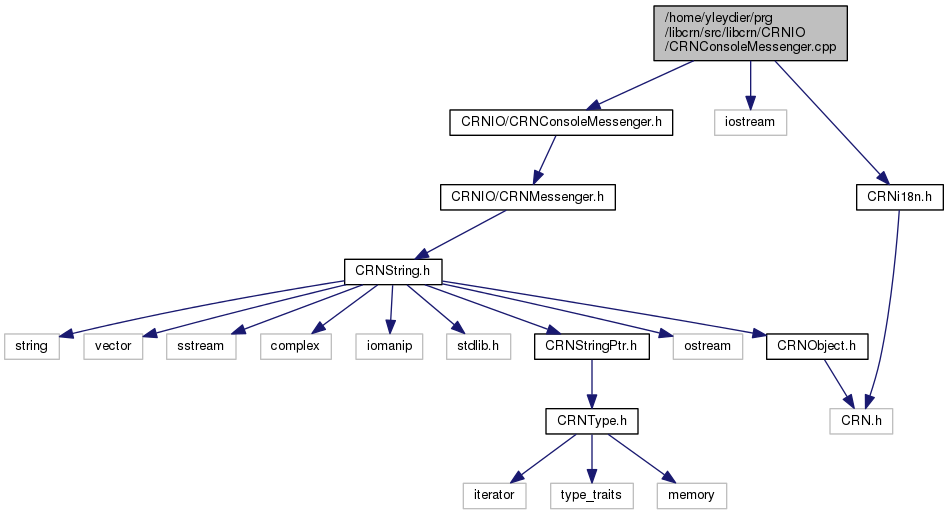 /home/yleydier/prg
/libcrn/src/libcrn/CRNIO
/CRNConsoleMessenger.cpp
CRNIO/CRNConsoleMessenger.h
iostream
CRNIO/CRNMessenger.h
CRNi18n.h
CRNString.h
string
vector
sstream
complex
iomanip
stdlib.h
CRNStringPtr.h
ostream
CRNObject.h
CRNType.h
CRN.h
iterator
type_traits
memory